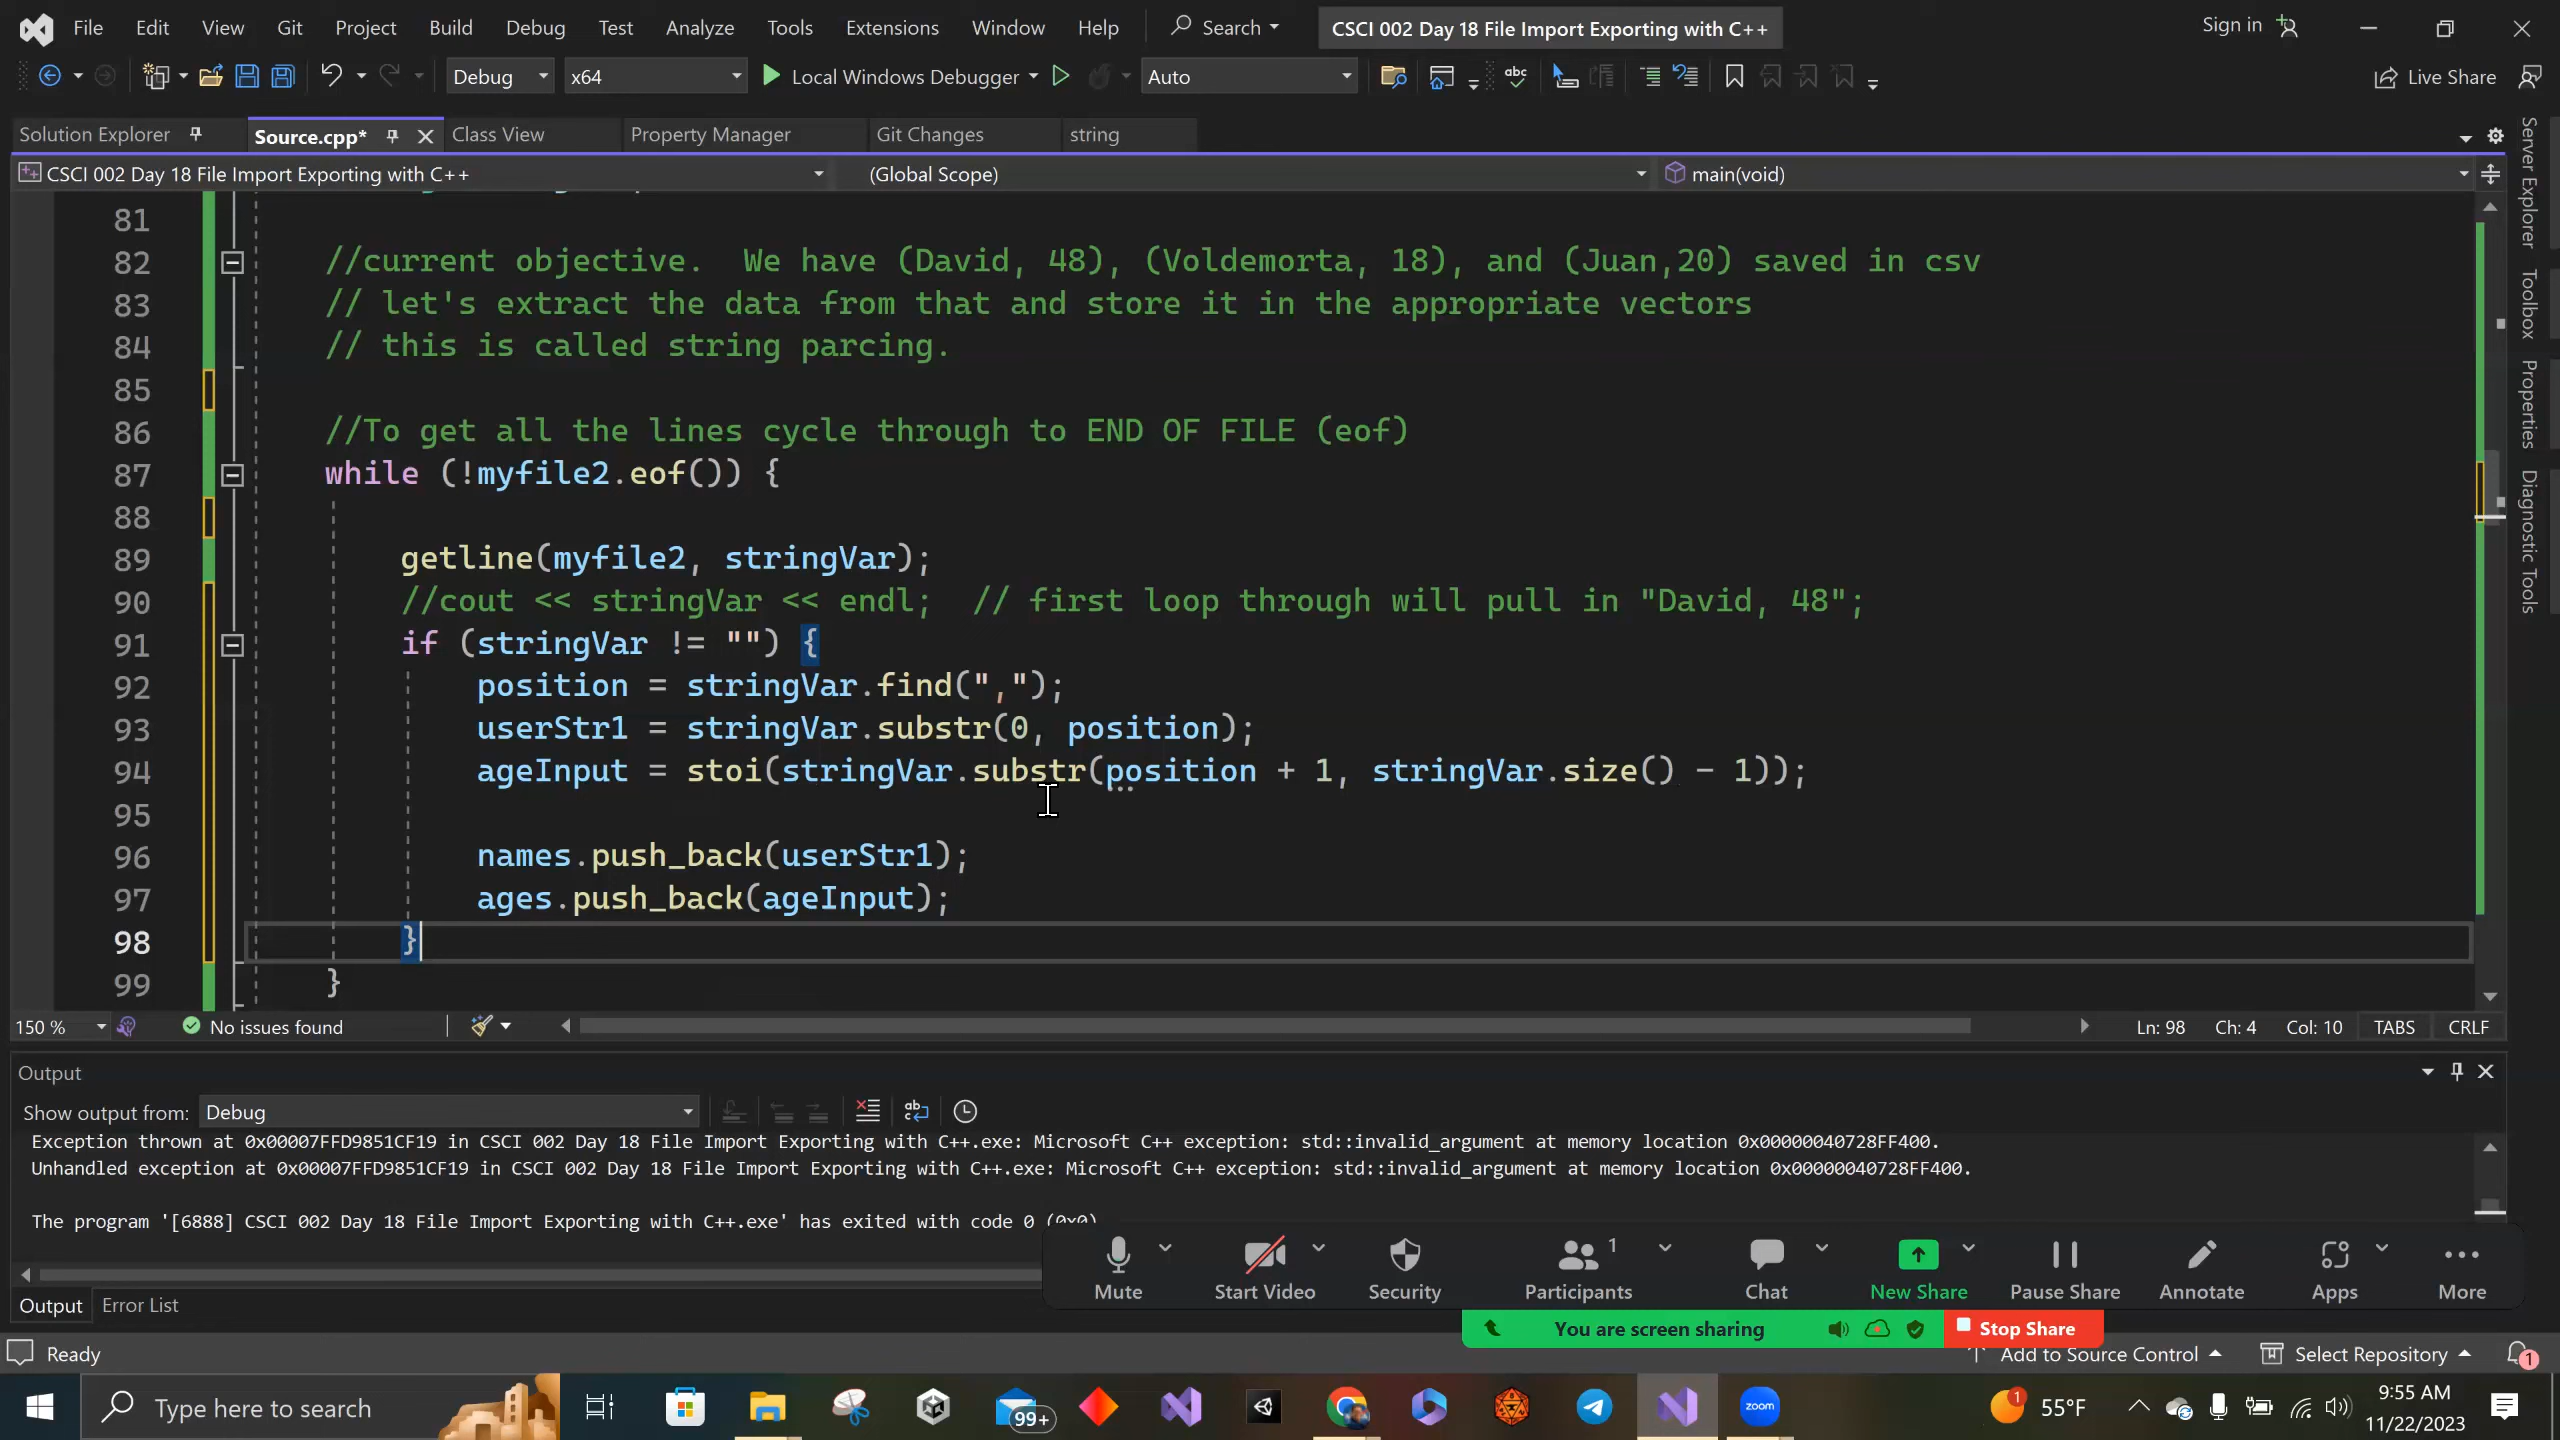 File Edit View Git Project Build Debug Test Analyze Tools Extensions Window Help Search CSCI 002 Day 18 File Import Exporting with C++ Sign in
Debug x64 Local Windows Debugger Auto Live Share
Solution Explorer Source.cpp* Class View Property Manager Git Changes string
CSCI 002 Day 18 File Import Exporting with C++ (Global Scope) main(void)
81
82 //current objective. We have (David, 48), (Voldemorta, 18), and (Juan,20) saved in csv
83 // let's extract the data from that and store it in the appropriate vectors
84 // this is called string parcing.
85
86 //To get all the lines cycle through to END OF FILE (eof)
87 while (!myfile2.eof()) {
88
89 getline(myfile2, stringVar);
90 //cout << stringVar << endl; // first loop through will pull in "David, 48";
91 if (stringVar != "") {
92 position = stringVar.find(",");
93 userStr1 = stringVar.substr(0, position);
94 ageInput = stoi(stringVar.substr(position + 1, stringVar.size() - 1));
95
96 names.push_back(userStr1);
97 ages.push_back(ageInput);
98 }
99 }
Server Explorer
Toolbox
Properties
Diagnostic Tools
150 % No issues found Ln: 98 Ch: 4 Col: 10 TABS CRLF
Output
Show output from: Debug
Exception thrown at 0x00007FFD9851CF19 in CSCI 002 Day 18 File Import Exporting with C++.exe: Microsoft C++ exception: std::invalid_argument at memory location 0x00000040728FF400.
Unhandled exception at 0x00007FFD9851CF19 in CSCI 002 Day 18 File Import Exporting with C++.exe: Microsoft C++ exception: std::invalid_argument at memory location 0x00000040728FF400.
The program '[6888] CSCI 002 Day 18 File Import Exporting with C++.exe' has exited with code 0 (0x0)
1
Mute Start Video Security Participants Chat New Share Pause Share Annotate Apps More
Output Error List
You are screen sharing Stop Share
Ready Add to Source Control Select Repository 1
Type here to search 99+ zoom 1 55°F 9:55 AM
11/22/2023